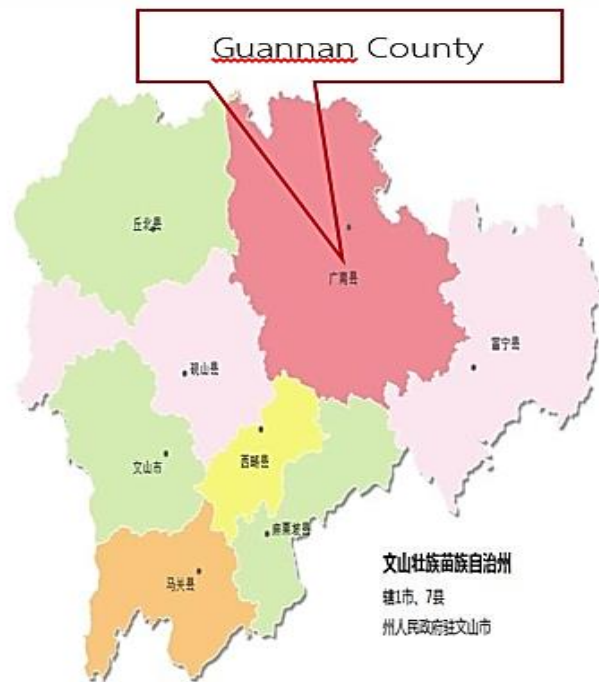 Guannan County
丘北县
广南县
富宁县
砚山县
西畴县
文山市
麻栗坡县
马关县
文山壮族苗族自治州
辖1市、7县
州人民政府驻文山市